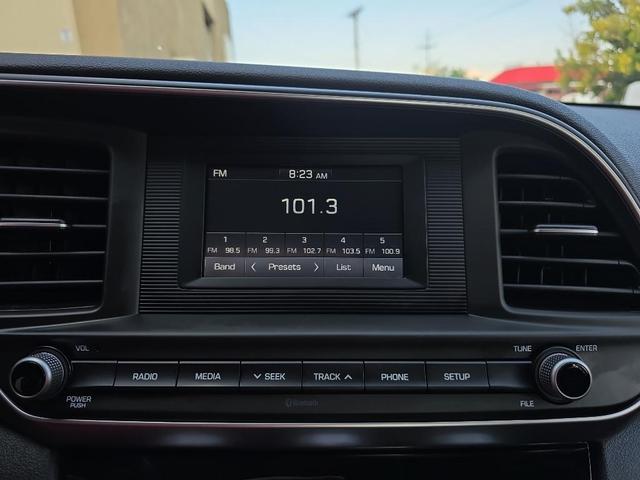 FM 8:23 AM
101.3
1 2 3 4 5
FM 98.5 FM 99.3 FM 102.7 FM 103.5 FM 100.9
Band < Presets > List Menu
VOL TUNE ENTER
RADIO MEDIA SEEK TRACK PHONE SETUP
POWER
PUSH
Bluetooth
FILE